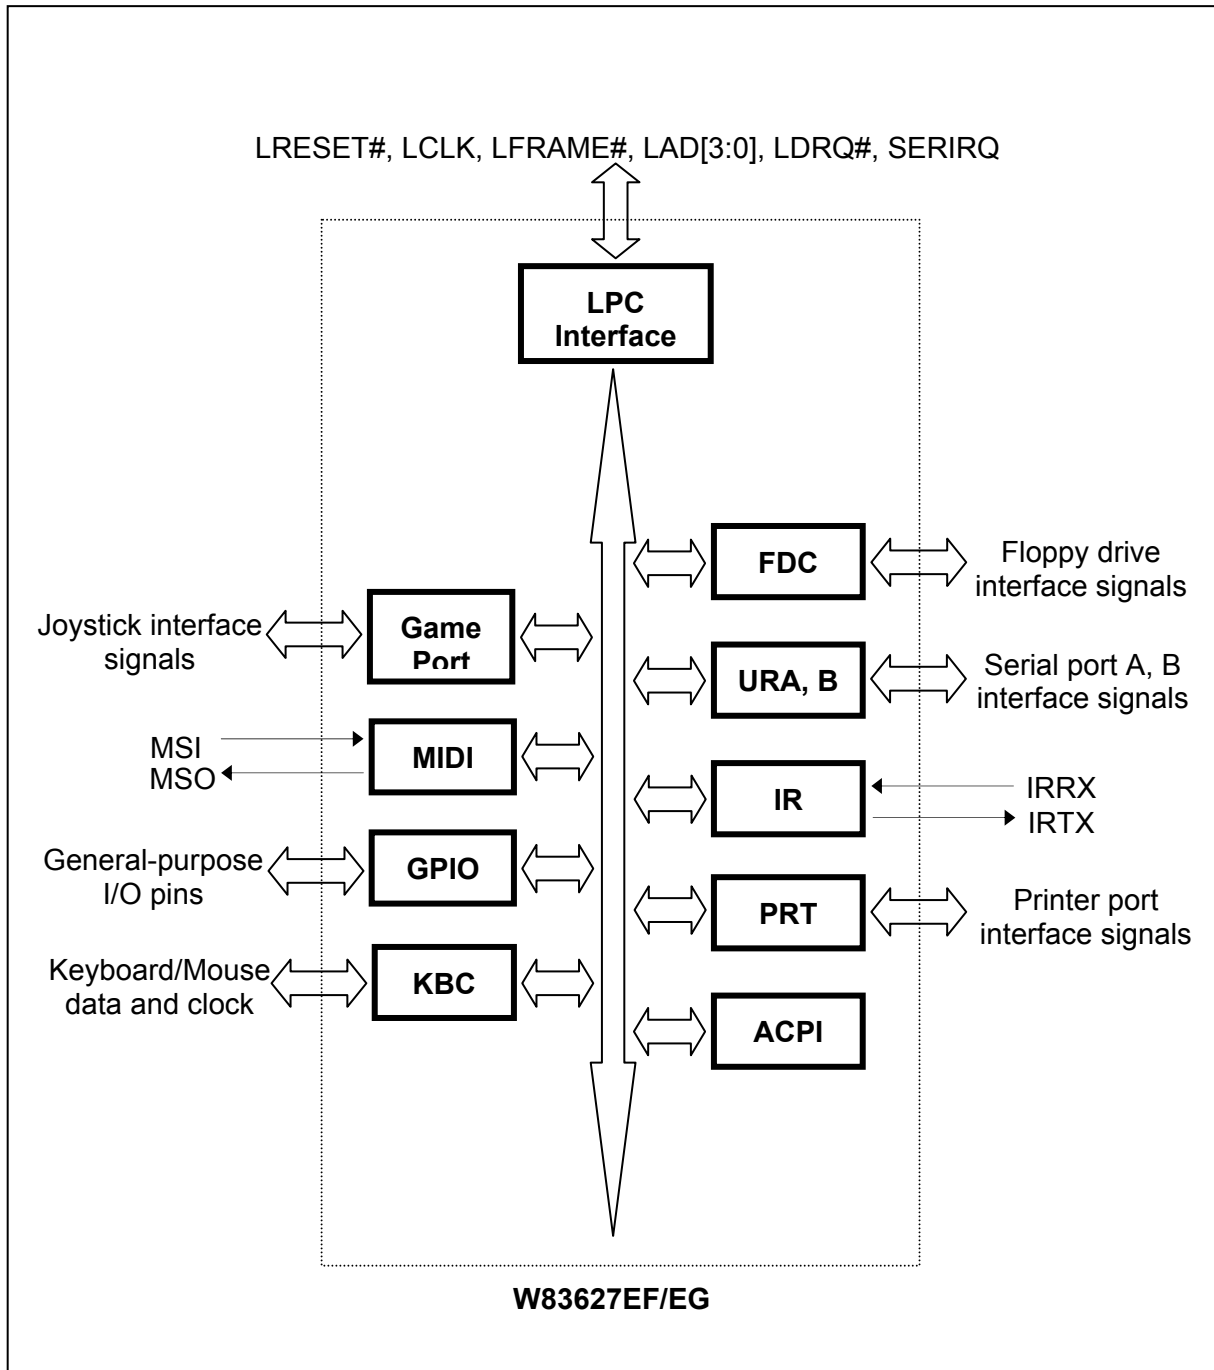 LRESET#, LCLK, LFRAME#, LAD[3:0], LDRQ#, SERIRQ
LPC
Interface
FDC
Floppy drive
interface signals
Joystick interface
signals
Game
Port
URA, B
Serial port A, B
interface signals
MSI
MSO
MIDI
IR
IRRX
IRTX
General-purpose
I/O pins
GPIO
PRT
Printer port
interface signals
Keyboard/Mouse
data and clock
KBC
ACPI
W83627EF/EG